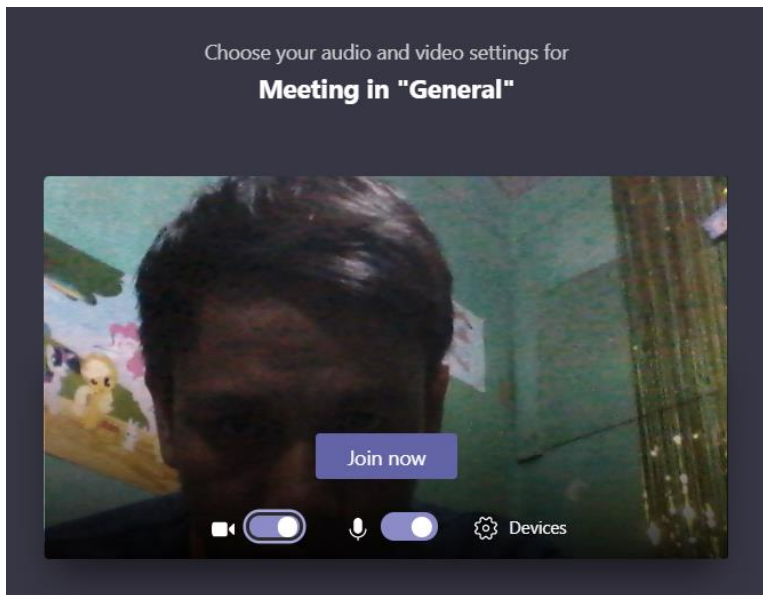 Choose your audio and video settings for
Meeting in "General"
Join now
Devices